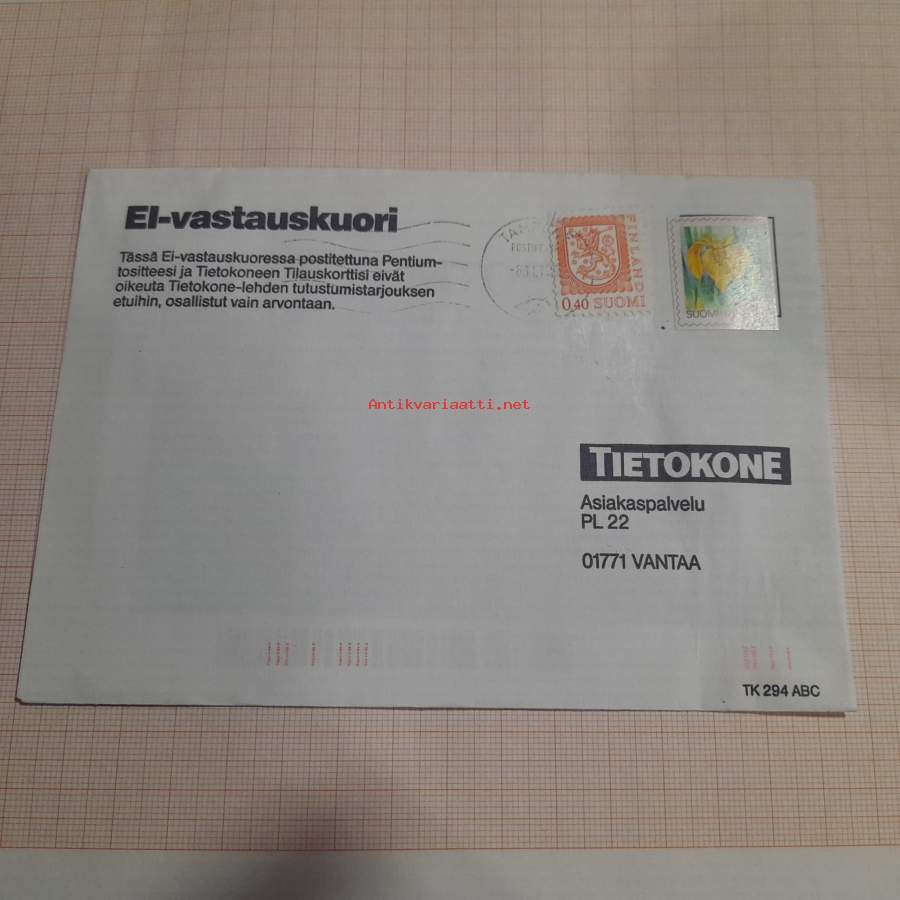 EI-vastauskuori
Tässä Ei-vastauskuoressa postitettuna Pentium-
tositteesi ja Tietokoneen Tilauskorttisi eivät
oikeuta Tietokone-lehden tutustumistarjouksen
etuihin, osallistut vain arvontaan.
FINLAND
0,40 SUOMI
SUOMI
Antikvariaatti.net
TIETOKONE
Asiakaspalvelu
PL 22
01771 VANTAA
TK 294 ABC